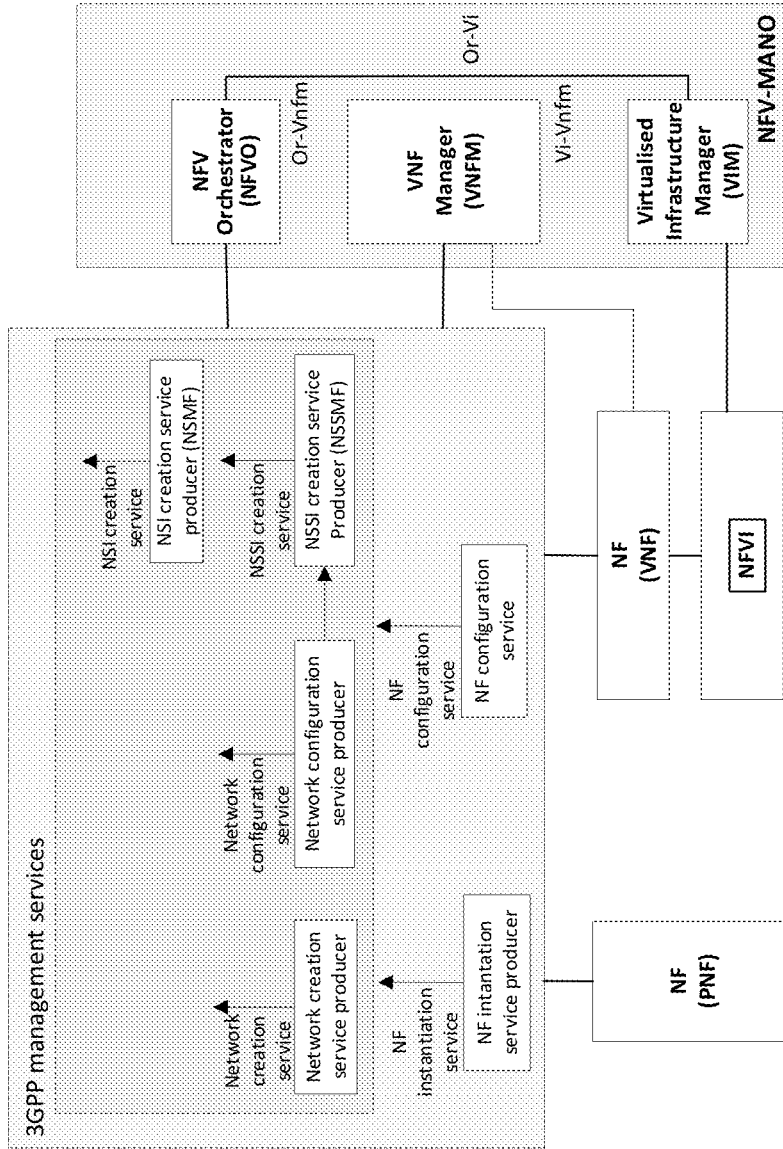 3GPP management services
NSI creation
service
NSI creation service
producer (NSMF)
Network
creation
service
Network
configuration
service
NSSI creation
service
Network creation
service producer
Network configuration
service producer
NSSI creation service
Producer (NSSMF)
NF
instantiation
service
NF
configuration
service
NF intantation
service producer
NF configuration
service
NF
(PNF)
NF
(VNF)
NFVI
NFV
Orchestrator
(NFVO)
Or-Vnfm
Or-Vi
VNF
Manager
(VNFM)
Vi-Vnfm
Virtualised
Infrastructure
Manager
(VIM)
NFV-MANO